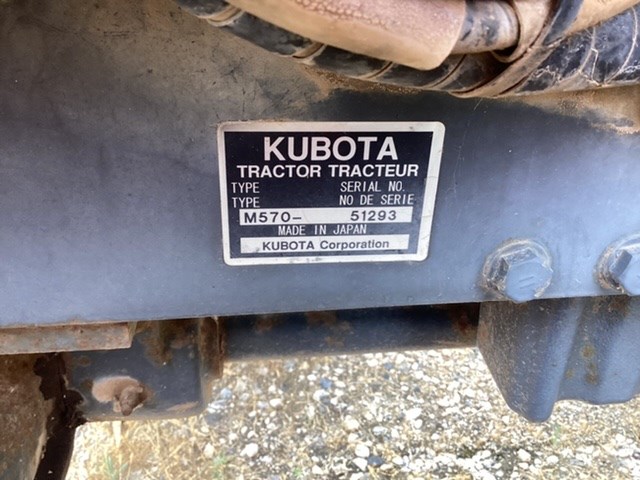 KUBOTA
TRACTOR TRACTEUR
TYPE SERIAL NO.
TYPE NO DE SERIE
M570- 51293
MADE IN JAPAN
KUBOTA Corporation